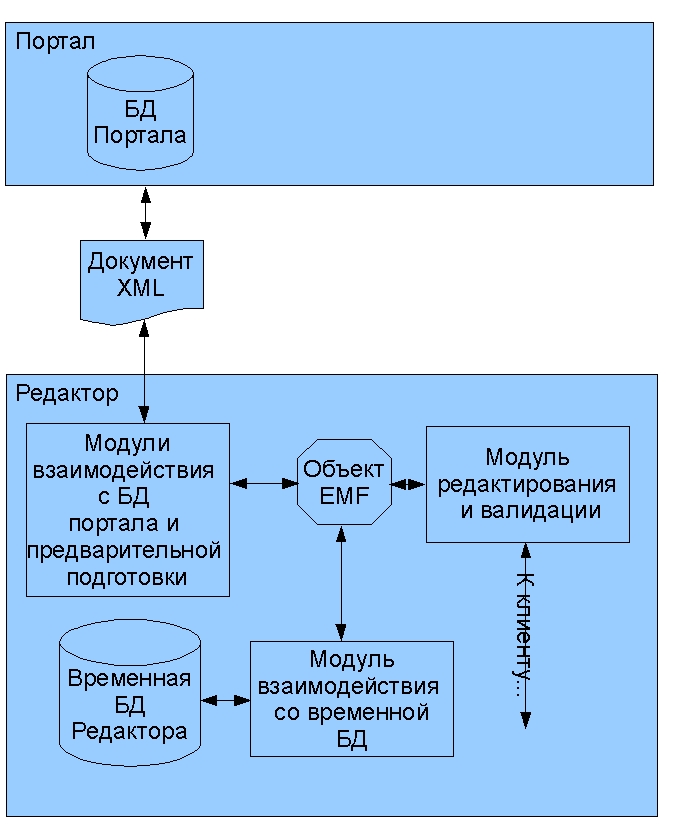 Портал
БД
Портала
Документ
XML
Редактор
Модули
взаимодействия
с БД
портала и
предварительной
подготовки
Объект
EMF
Модуль
редактирования
и валидации
К клиенту...
Временная
БД
Редактора
Модуль
взаимодействия
со временной
БД